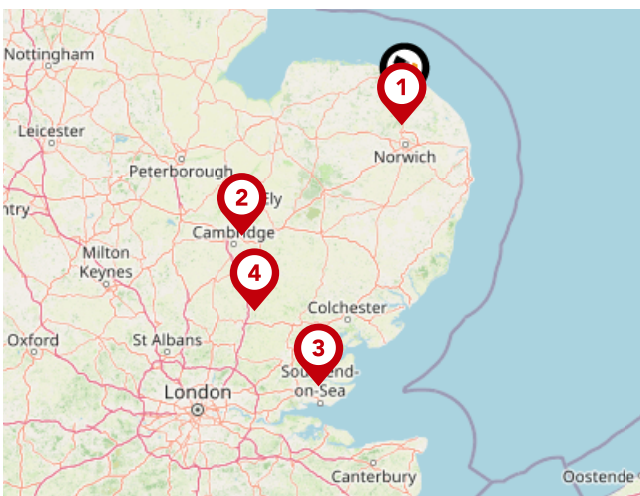 Nottingham
1
Leicester
Norwich
Peterborough
2
Ely
ntry
Cambridge
Milton
Keynes
4
Colchester
Oxford
St Albans
3
Southend-
on-Sea
London
Canterbury
Oostende